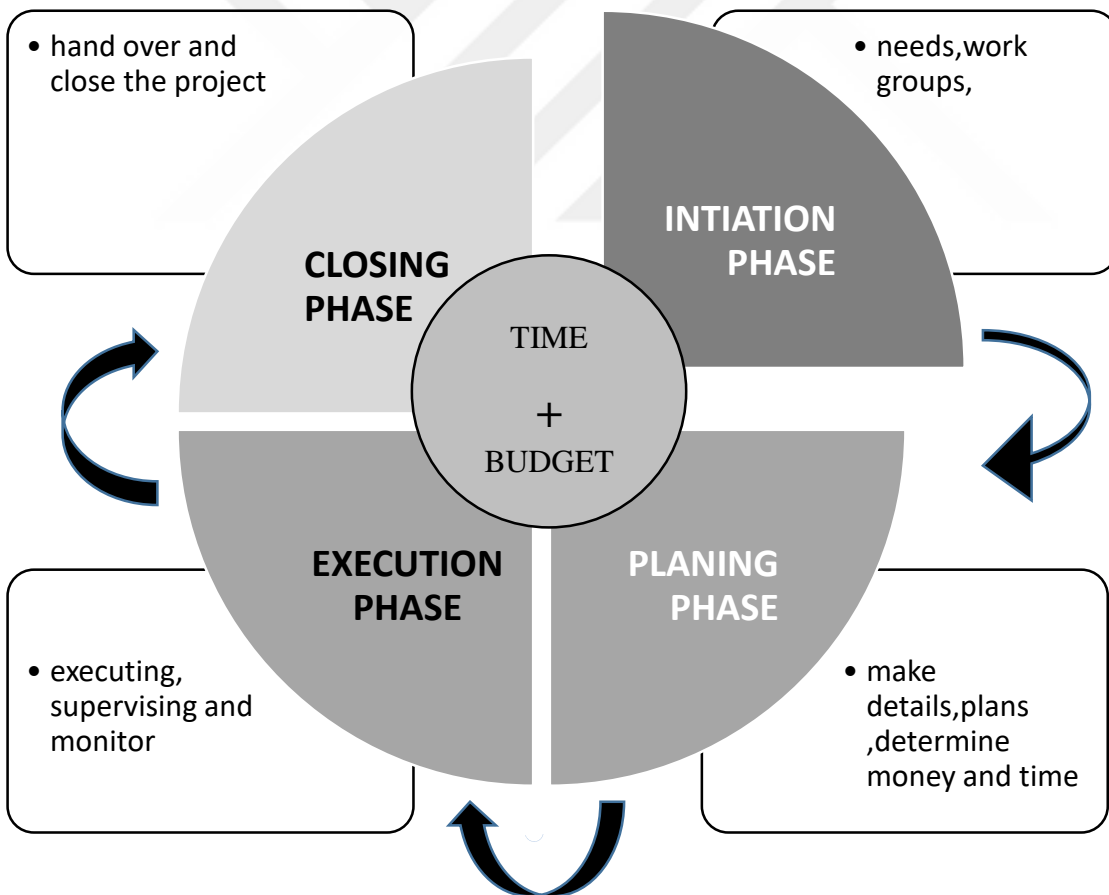 • hand over and
close the project
• needs,work
groups,
CLOSING
PHASE
INTIATION
PHASE
TIME
+
BUDGET
EXECUTION
PHASE
PLANING
PHASE
• executing,
supervising and
monitor
• make
details,plans
,determine
money and time